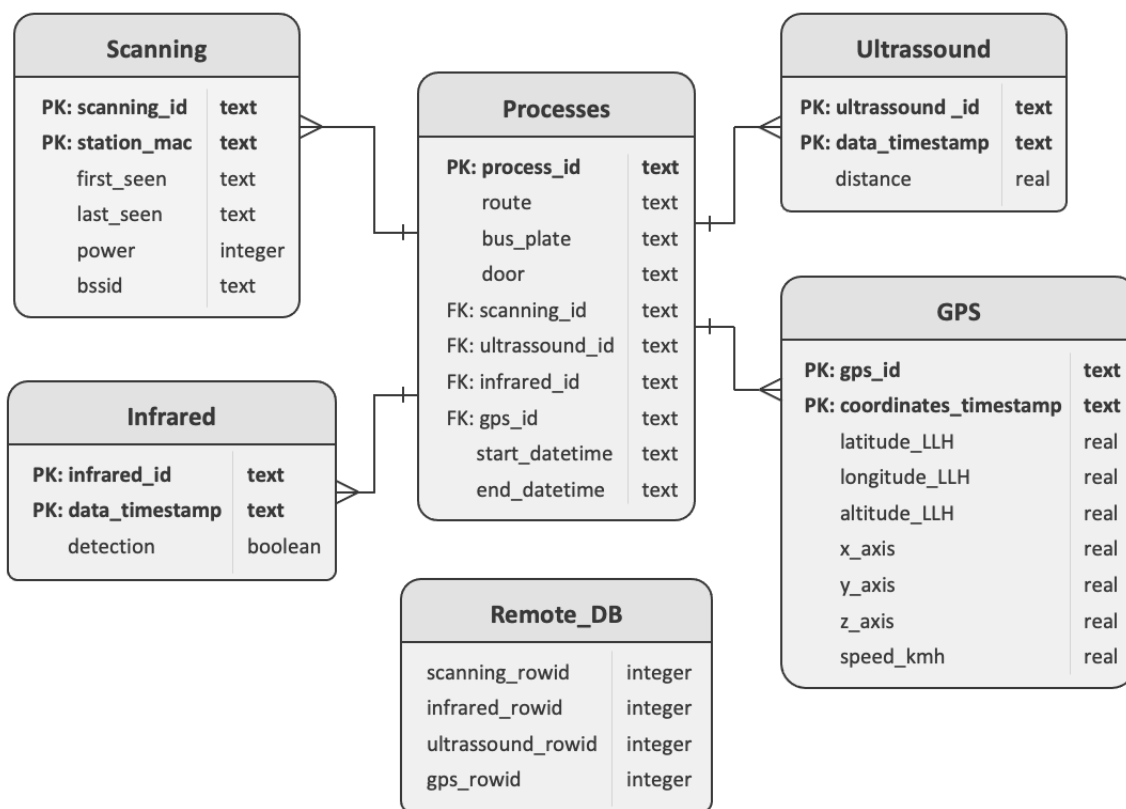 Scanning
PK: scanning_id text
PK: station_mac text
first_seen text
last_seen text
power integer
bssid text
Processes
PK: process_id text
route text
bus_plate text
door text
FK: scanning_id text
FK: ultrassound_id text
FK: infrared_id text
FK: gps_id text
start_datetime text
end_datetime text
Ultrassound
PK: ultrassound _id text
PK: data_timestamp text
distance real
GPS
PK: gps_id text
PK: coordinates_timestamp text
latitude_LLH real
longitude_LLH real
altitude_LLH real
x_axis real
y_axis real
z_axis real
speed_kmh real
Infrared
PK: infrared_id text
PK: data_timestamp text
detection boolean
Remote_DB
scanning_rowid integer
infrared_rowid integer
ultrassound_rowid integer
gps_rowid integer